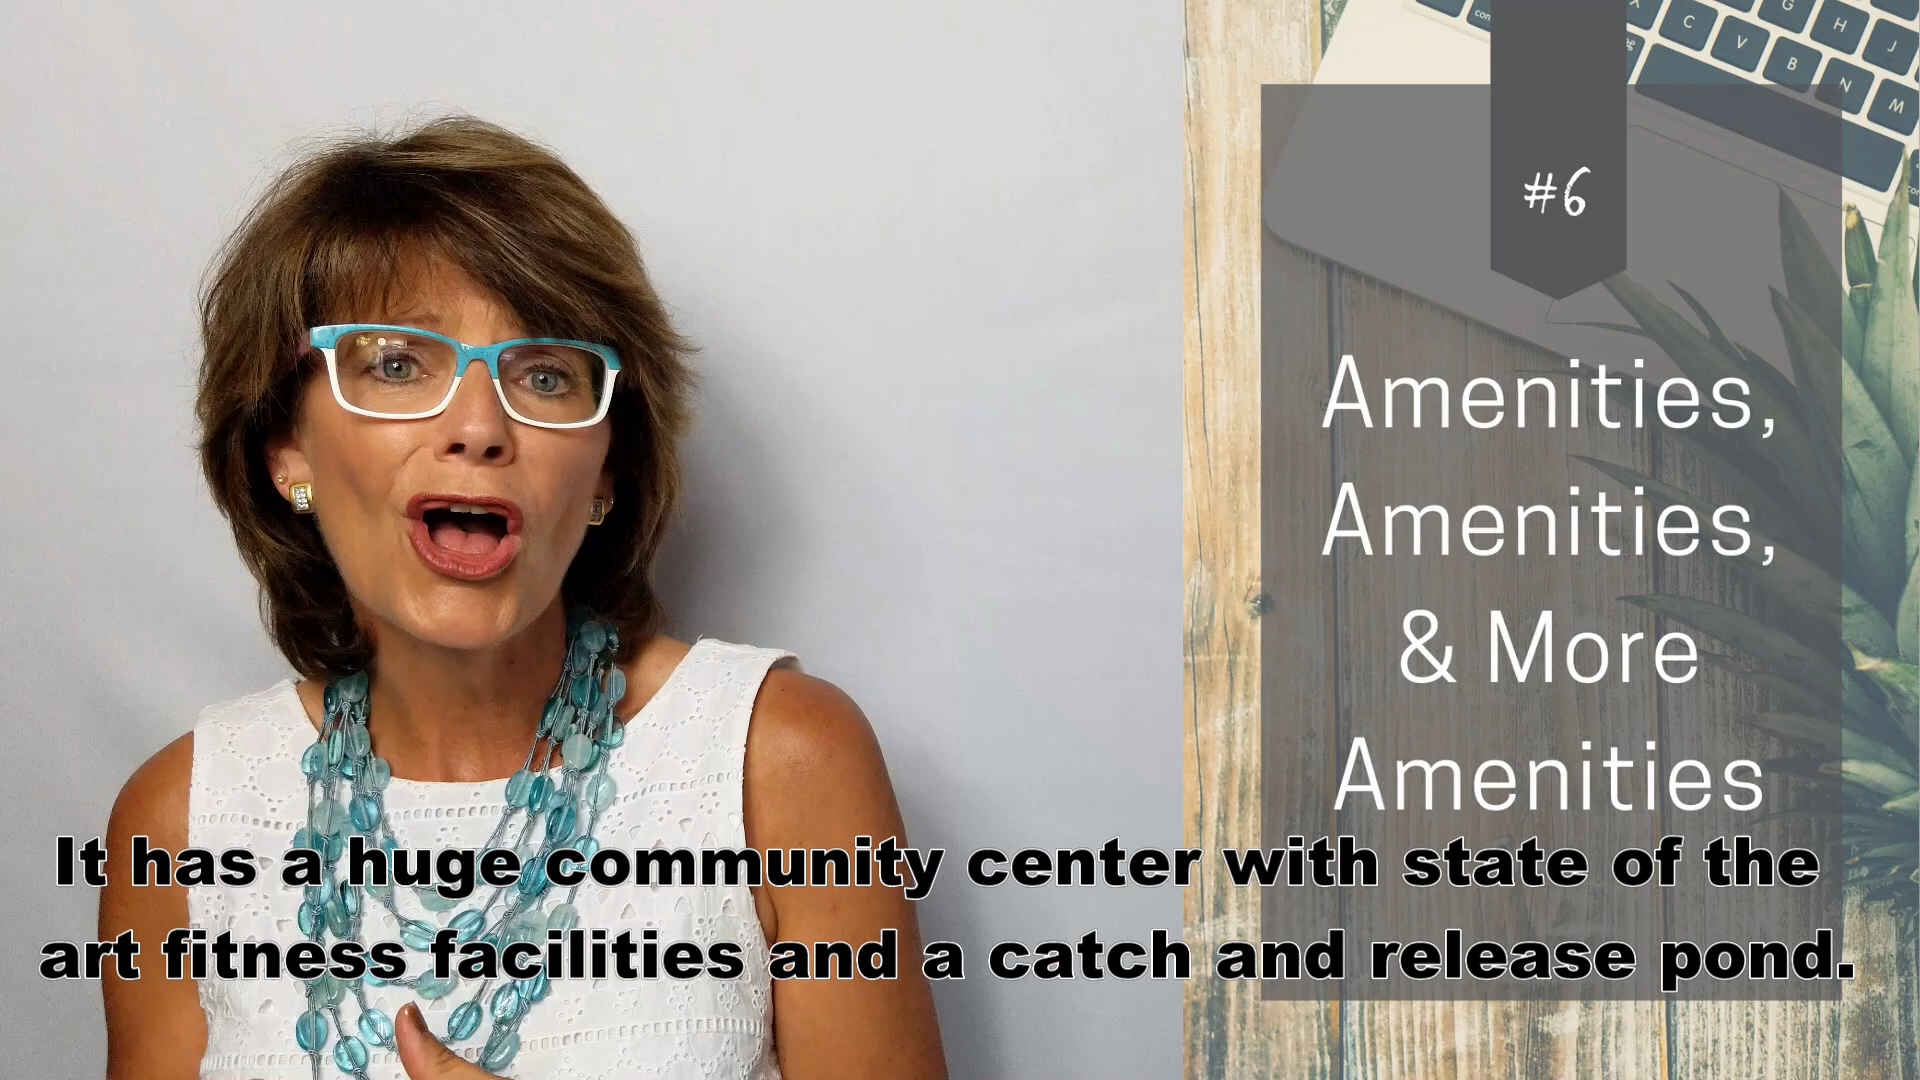 #6
Amenities,
Amenities,
& More
Amenities
It has a huge community center with state of the
art fitness facilities and a catch and release pond.
X C V B N M
G H J